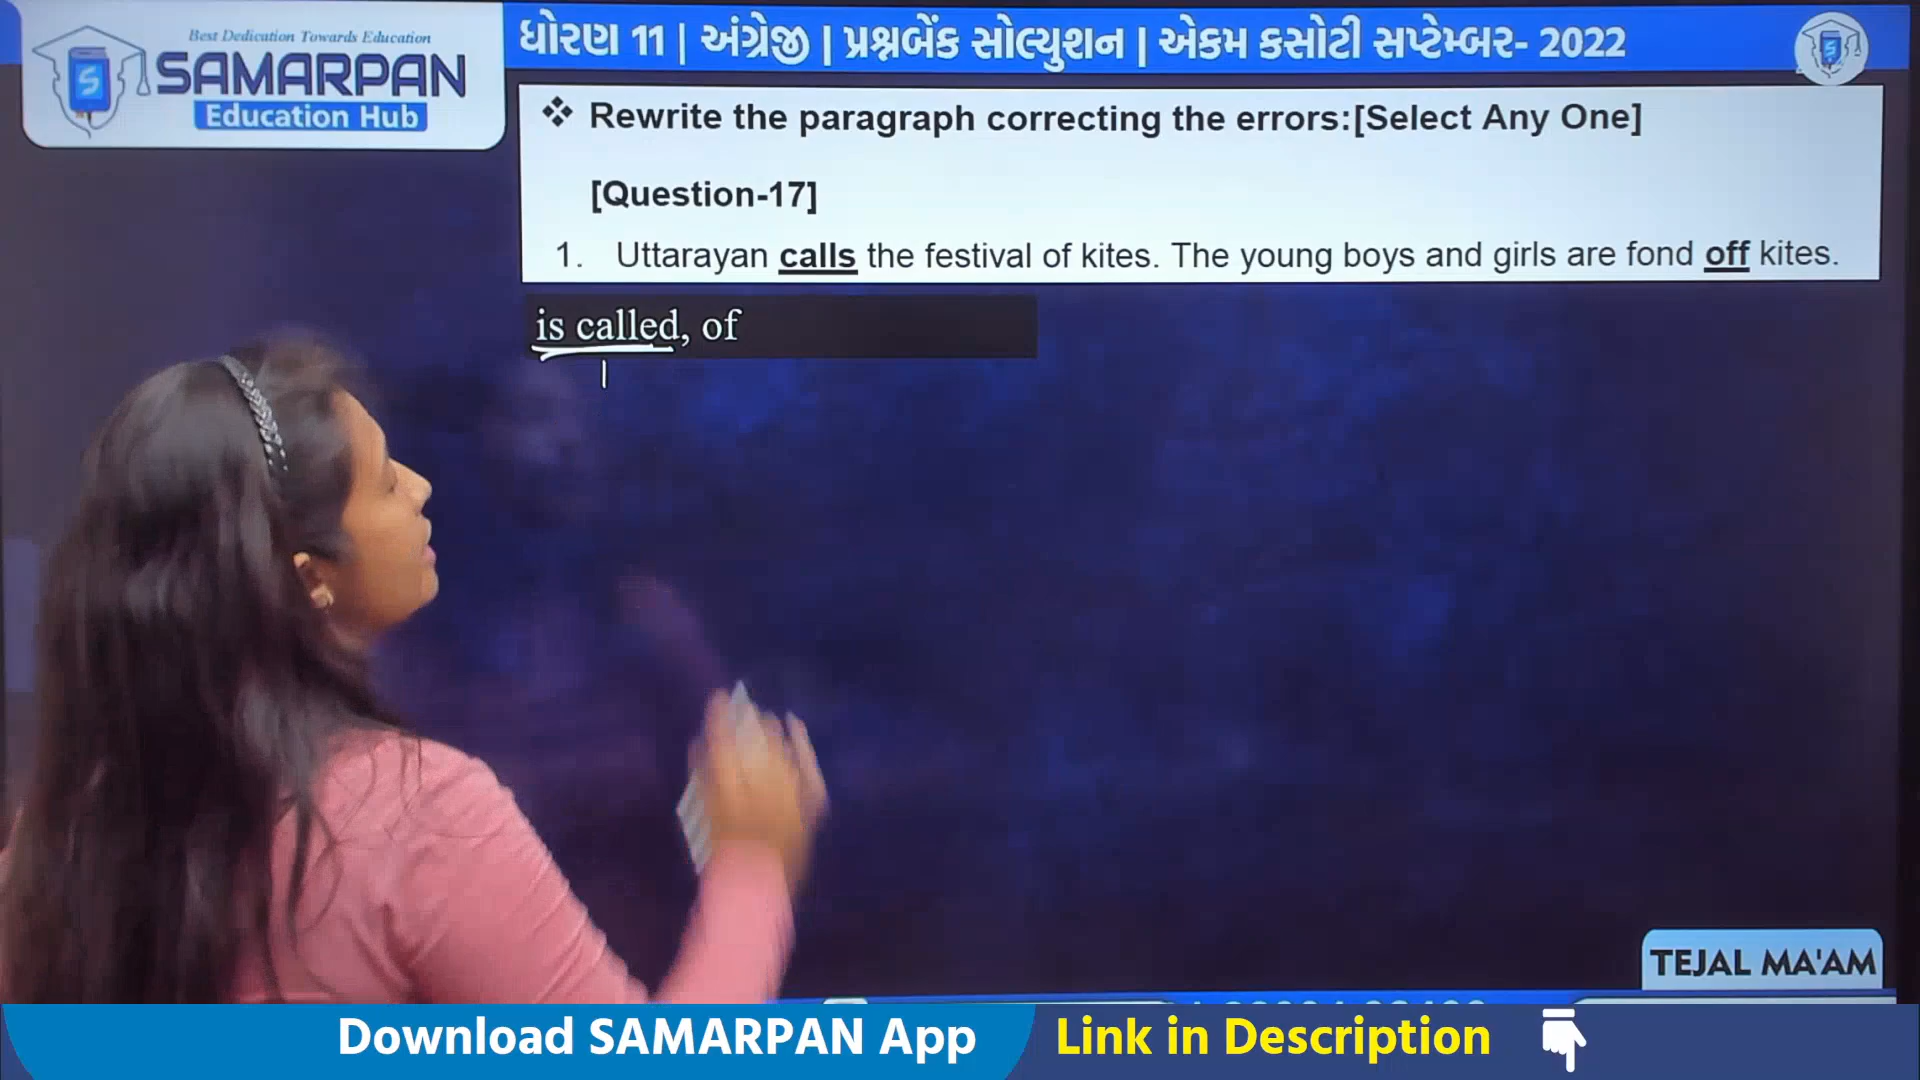 Best Dedication Towards Education
SAMARPAN
Education Hub
ધોરણ 11 | અંગ્રેજી | પ્રશ્નબેંક સોલ્યુશન | એકમ કસોટી સપ્ટેમ્બર- 2022
❖ Rewrite the paragraph correcting the errors:[Select Any One]
[Question-17]
1. Uttarayan calls the festival of kites. The young boys and girls are fond off kites.
is called, of
TEJAL MA'AM
Download SAMARPAN App
Link in Description